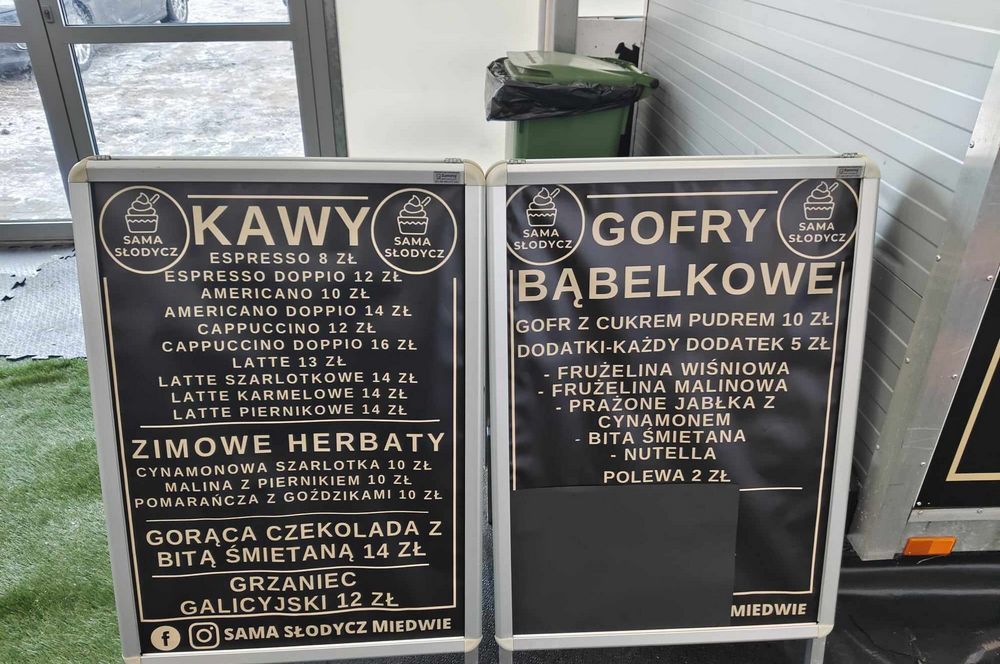 SAMA
SŁODYCZ
KAWY
SAMA
SŁODYCZ
ESPRESSO 8 ZŁ
ESPRESSO DOPPIO 12 ZŁ
AMERICANO 10 ZŁ
AMERICANO DOPPIO 14 ZŁ
CAPPUCCINO 12 ZŁ
CAPPUCCINO DOPPIO 16 ZŁ
LATTE 13 ZŁ
LATTE SZARLOTKOWE 14 ZŁ
LATTE KARMELOWE 14 ZŁ
LATTE PIERNIKOWE 14 ZŁ
ZIMOWE HERBATY
CYNAMONOWA SZARLOTKA 10 ZŁ
MALINA Z PIERNIKIEM 10 ZŁ
POMARAŃCZA Z GOŹDZIKAMI 10 ZŁ
GORĄCA CZEKOLADA Z
BITĄ ŚMIETANĄ 14 ZŁ
GRZANIEC
GALICYJSKI 12 ZŁ
SAMA SŁODYCZ MIEDWIE
SAMA
SŁODYCZ
GOFRY
SAMA
SŁODYCZ
BĄBELKOWE
GOFR Z CUKREM PUDREM 10 ZŁ
DODATKI-KAŻDY DODATEK 5 ZŁ
- FRUŻELINA WIŚNIOWA
- FRUŻELINA MALINOWA
- PRAŻONE JABŁKA Z
CYNAMONEM
- BITA ŚMIETANA
- NUTELLA
POLEWA 2 ZŁ
MIEDWIE